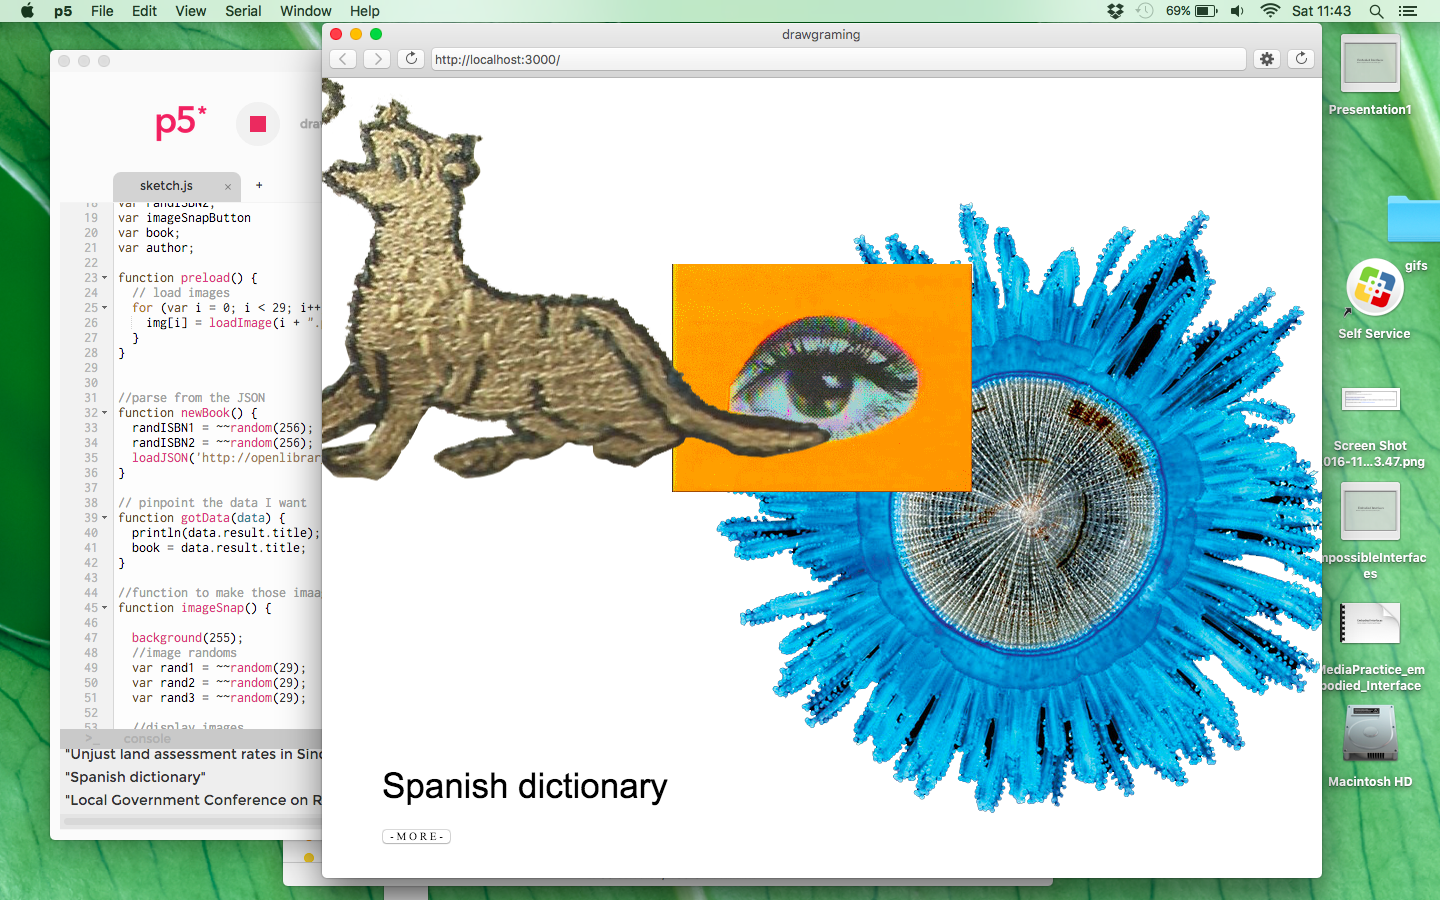 p5 File Edit View Serial Window Help
69% Sat 11:43
drawgraming
http://localhost:3000/
p5*
sketch.js × +
19 var imageSnapButton
20 var book;
21 var author;
22
23 function preload() {
24 // load images
25 for (var i = 0; i < 29; i++
26 img[i] = loadImage(i + ".
27 }
28 }
29
30
31 //parse from the JSON
32 function newBook() {
33 randISBN1 = ~~random(256);
34 randISBN2 = ~~random(256);
35 loadJSON('http://openlibrar
36 }
37
38 // pinpoint the data I want
39 function gotData(data) {
40 println(data.result.title);
41 book = data.result.title;
42 }
43
44 //function to make those imaa
45 function imageSnap() {
46
47 background(255);
48 //image randoms
49 var rand1 = ~~random(29);
50 var rand2 = ~~random(29);
51 var rand3 = ~~random(29);
52
53 //display images
>_ console
"Unjust land assessment rates in Sind
"Spanish dictionary"
"Local Government Conference on R
Spanish dictionary
-MORE-
Presentation1
gifs
Self Service
Screen Shot
016-11...3.47.png
mpossibleInterfac
es
MediaPractice_em
bodied_Interface
Macintosh HD